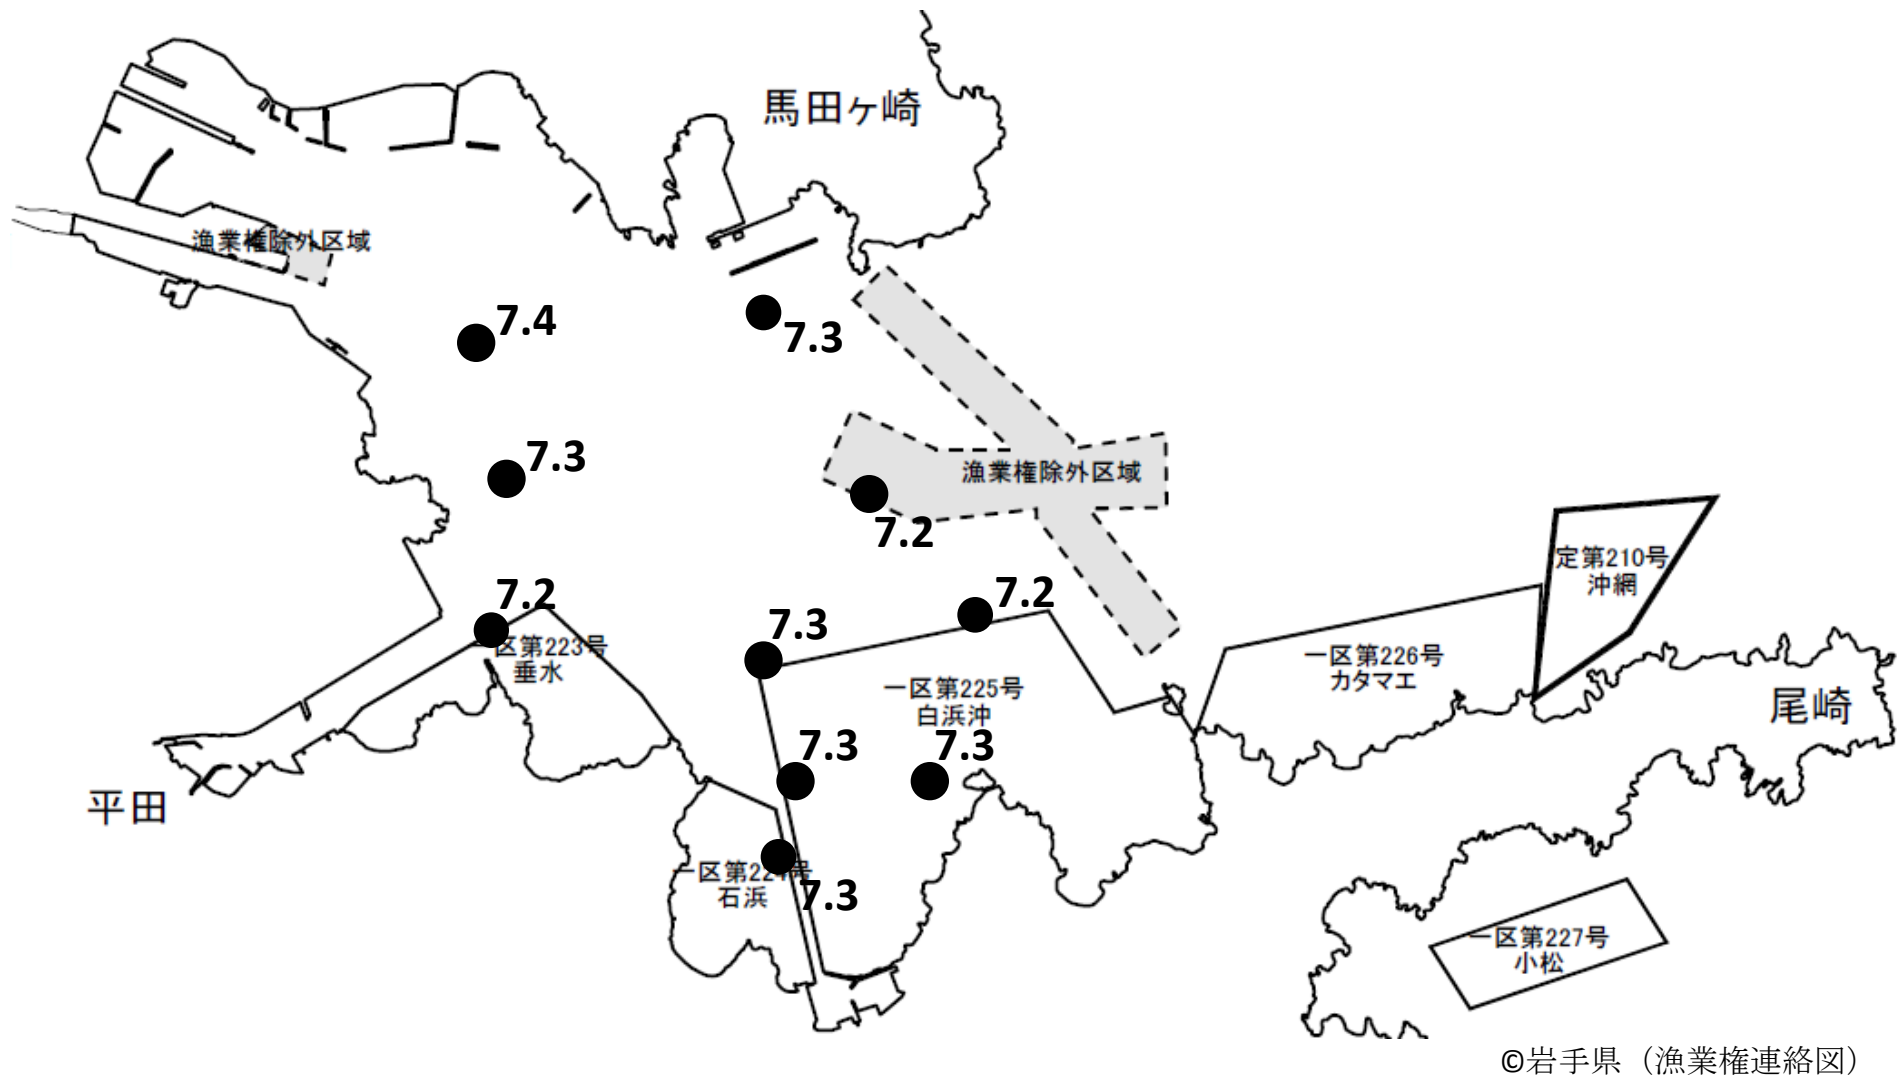 馬田ヶ崎
漁業権除外区域
7.4
7.3
7.3
漁業権除外区域
7.2
定第210号
沖網
7.2
7.2
7.3
一区第223号
垂水
一区第226号
カタマエ
一区第225号
白浜沖
尾崎
7.3
7.3
平田
一区第224号
石浜
7.3
一区第227号
小松
©岩手県（漁業権連絡図）